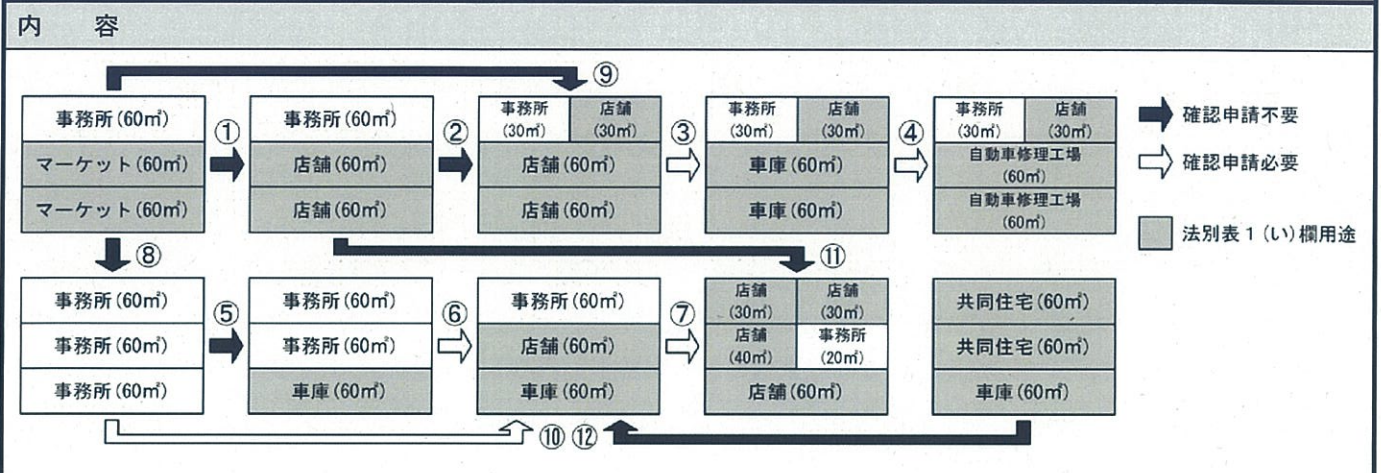 内 容
⑨
事務所(60㎡)
マーケット(60㎡)
マーケット(60㎡)
①
事務所(60㎡)
店舗(60㎡)
店舗(60㎡)
②
事務所
(30㎡)
店舗
(30㎡)
店舗(60㎡)
店舗(60㎡)
③
事務所
(30㎡)
店舗
(30㎡)
車庫(60㎡)
車庫(60㎡)
④
事務所
(30㎡)
店舗
(30㎡)
自動車修理工場
(60㎡)
自動車修理工場
(60㎡)
確認申請不要
確認申請必要
法別表1(い)欄用途
⑧
⑪
事務所(60㎡)
事務所(60㎡)
事務所(60㎡)
⑤
事務所(60㎡)
事務所(60㎡)
車庫(60㎡)
⑥
事務所(60㎡)
店舗(60㎡)
車庫(60㎡)
⑦
店舗
(30㎡)
店舗
(30㎡)
店舗
(40㎡)
事務所
(20㎡)
店舗(60㎡)
共同住宅(60㎡)
共同住宅(60㎡)
車庫(60㎡)
⑩ ⑫